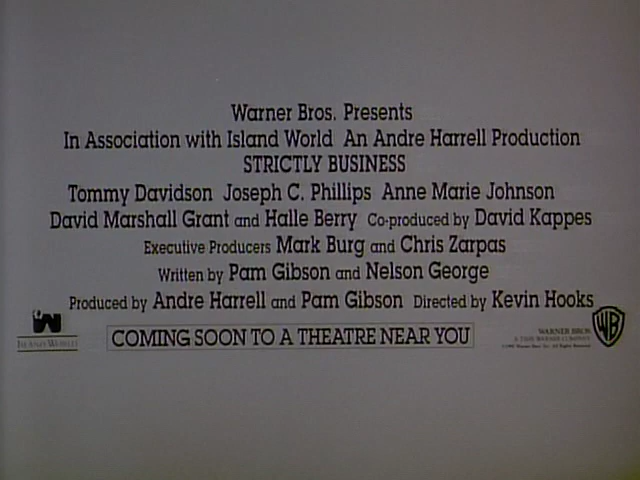 Warner Bros. Presents
In Association with Island World An Andre Harrell Production
STRICTLY BUSINESS
Tommy Davidson Joseph C. Phillips Anne Marie Johnson
David Marshall Grant and Halle Berry Co-produced by David Kappes
Executive Producers Mark Burg and Chris Zarpas
Written by Pam Gibson and Nelson George
Produced by Andre Harrell and Pam Gibson Directed by Kevin Hooks
ISLAND WORLD
COMING SOON TO A THEATRE NEAR YOU
WARNER BROS
A TIME WARNER COMPANY
WB